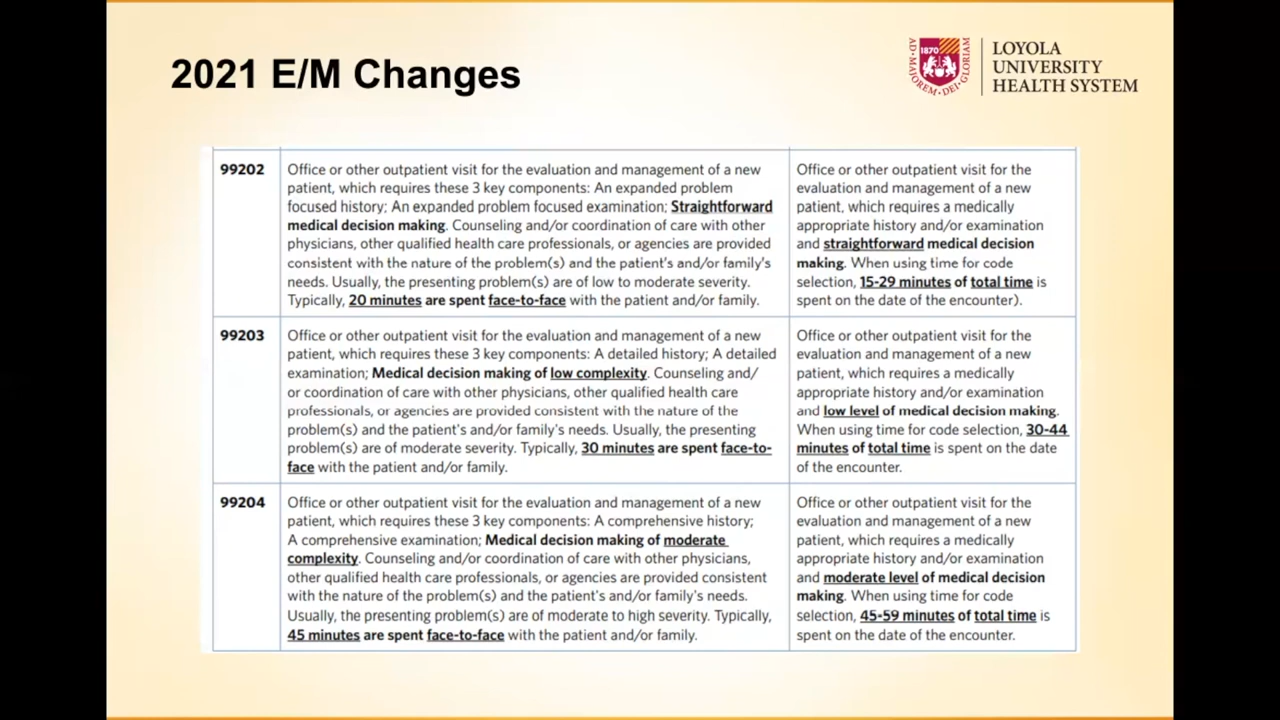 2021 E/M Changes
1870
AD·MAJOREM·DEI·GLORIAM
LOYOLA
UNIVERSITY
HEALTH SYSTEM
99202
Office or other outpatient visit for the evaluation and management of a new
patient, which requires these 3 key components: An expanded problem
focused history; An expanded problem focused examination; Straightforward
medical decision making. Counseling and/or coordination of care with other
physicians, other qualified health care professionals, or agencies are provided
consistent with the nature of the problem(s) and the patient's and/or family's
needs. Usually, the presenting problem(s) are of low to moderate severity.
Typically, 20 minutes are spent face-to-face with the patient and/or family.
Office or other outpatient visit for the
evaluation and management of a new
patient, which requires a medically
appropriate history and/or examination
and straightforward medical decision
making. When using time for code
selection, 15-29 minutes of total time is
spent on the date of the encounter).
99203
Office or other outpatient visit for the evaluation and management of a new
patient, which requires these 3 key components: A detailed history; A detailed
examination; Medical decision making of low complexity. Counseling and/
or coordination of care with other physicians, other qualified health care
professionals, or agencies are provided consistent with the nature of the
problem(s) and the patient's and/or family's needs. Usually, the presenting
problem(s) are of moderate severity. Typically, 30 minutes are spent face-to-
face with the patient and/or family.
Office or other outpatient visit for the
evaluation and management of a new
patient, which requires a medically
appropriate history and/or examination
and low level of medical decision making.
When using time for code selection, 30-44
minutes of total time is spent on the date
of the encounter.
99204
Office or other outpatient visit for the evaluation and management of a new
patient, which requires these 3 key components: A comprehensive history;
A comprehensive examination; Medical decision making of moderate
complexity. Counseling and/or coordination of care with other physicians,
other qualified health care professionals, or agencies are provided consistent
with the nature of the problem(s) and the patient's and/or family's needs.
Usually, the presenting problem(s) are of moderate to high severity. Typically,
45 minutes are spent face-to-face with the patient and/or family.
Office or other outpatient visit for the
evaluation and management of a new
patient, which requires a medically
appropriate history and/or examination
and moderate level of medical decision
making. When using time for code
selection, 45-59 minutes of total time is
spent on the date of the encounter.